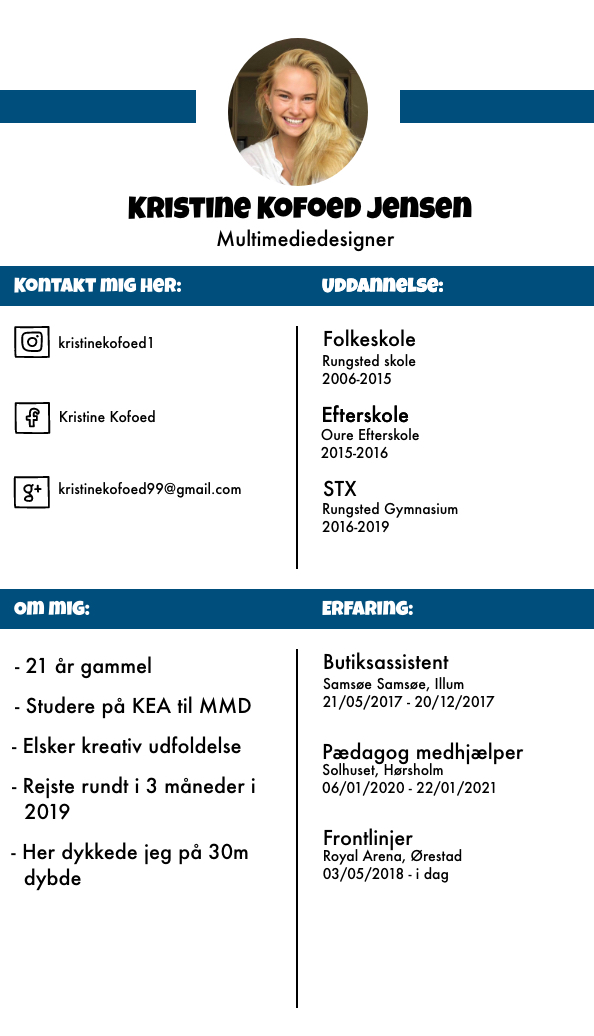 Kristine Kofoed Jensen
Multimediedesigner
Kontakt mig her:
kristinekofoed1
Kristine Kofoed
g+
kristinekofoed99@gmail.com
Uddannelse:
Folkeskole
Rungsted skole
2006-2015
Efterskole
Oure Efterskole
2015-2016
STX
Rungsted Gymnasium
2016-2019
Om mig:
- 21 år gammel
- Studere på KEA til MMD
- Elsker kreativ udfoldelse
- Rejste rundt i 3 måneder i
2019
- Her dykkede jeg på 30m
dybde
Erfaring:
Butiksassistent
Samsøe Samsøe, Illum
21/05/2017 - 20/12/2017
Pædagog medhjælper
Solhuset, Hørsholm
06/01/2020 - 22/01/2021
Frontlinjer
Royal Arena, Ørestad
03/05/2018 - i dag